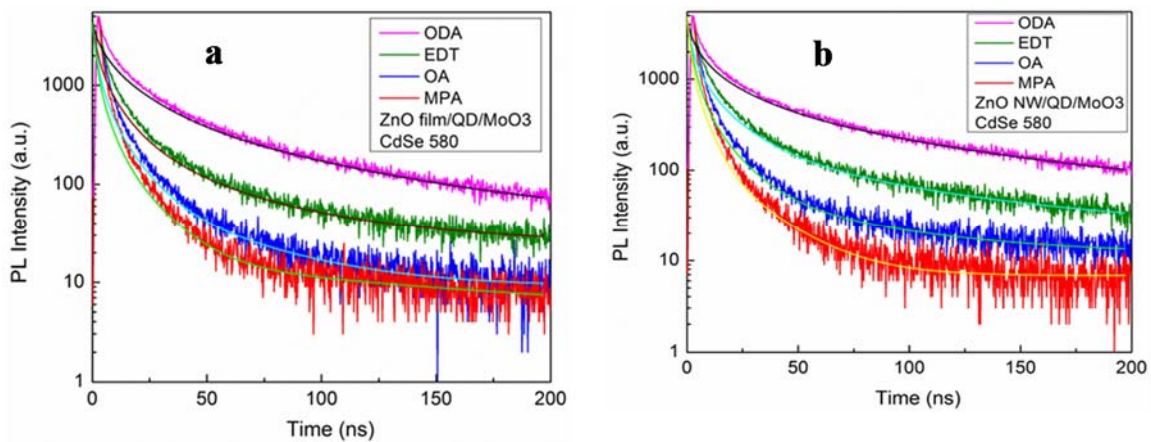 a
ODA
EDT
OA
MPA
ZnO film/QD/MoO3
CdSe 580
PL Intensity (a.u.)
1000
100
10
1
0
50
100
150
200
Time (ns)
b
ODA
EDT
OA
MPA
ZnO NW/QD/MoO3
CdSe 580
PL Intensity (a.u.)
1000
100
10
1
0
50
100
150
200
Time (ns)